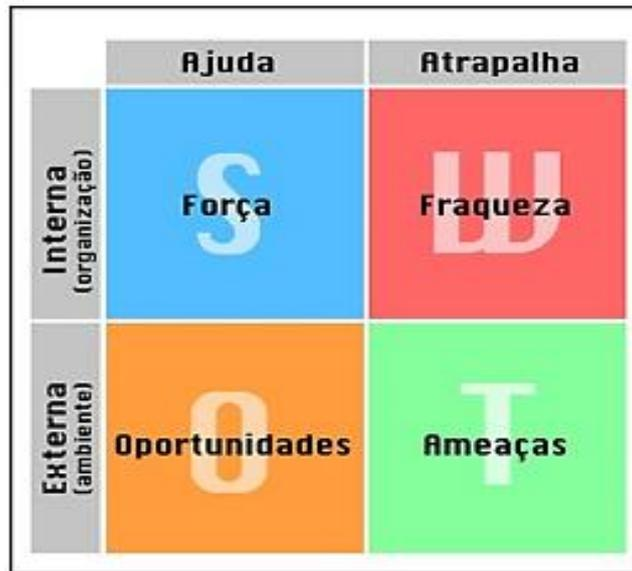 Ajuda
Atrapalha
Interna
(organização)
S
Força
W
Fraqueza
Externa
(ambiente)
O
Oportunidades
T
Ameaças